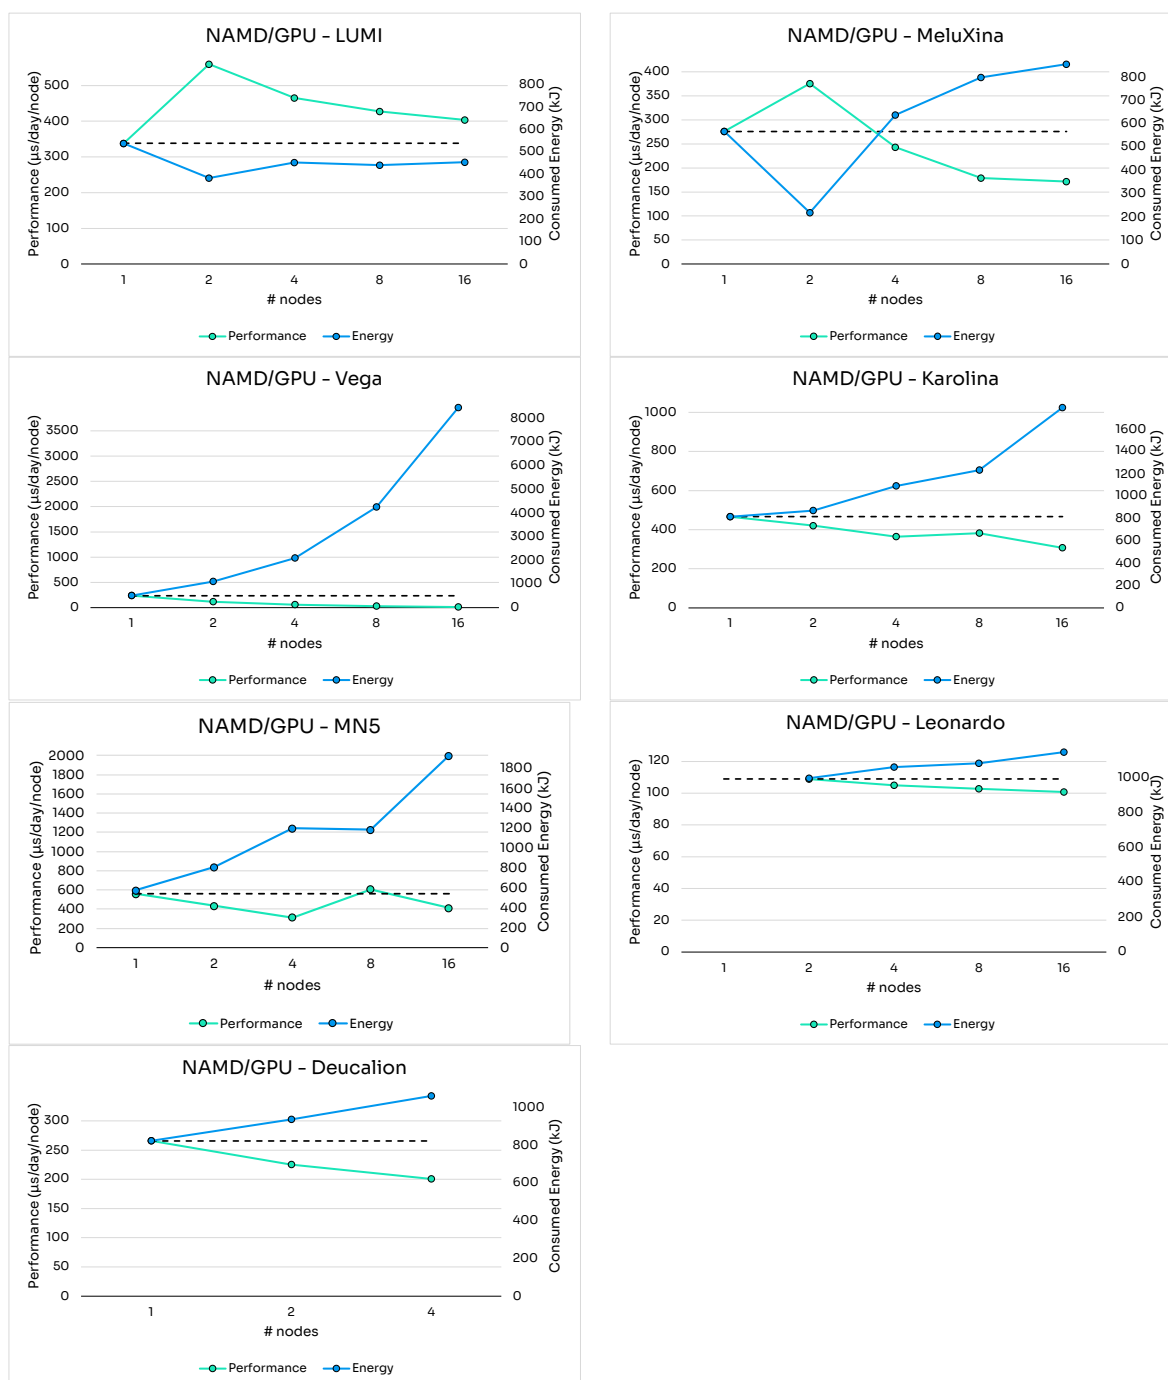 NAMD/GPU - LUMI
Performance (µs/day/node)
500
400
300
200
100
0
800
700
600
500
400
300
200
100
0
Consumed Energy (kJ)
1 2 4 8 16
# nodes
Performance Energy
NAMD/GPU - MeluXina
Performance (µs/day/node)
400
350
300
250
200
150
100
50
0
800
700
600
500
400
300
200
100
0
Consumed Energy (kJ)
1 2 4 8 16
# nodes
Performance Energy
NAMD/GPU - Vega
Performance (µs/day/node)
3500
3000
2500
2000
1500
1000
500
0
8000
7000
6000
5000
4000
3000
2000
1000
0
Consumed Energy (kJ)
1 2 4 8 16
# nodes
Performance Energy
NAMD/GPU - Karolina
Performance (µs/day/node)
1000
800
600
400
200
0
1600
1400
1200
1000
800
600
400
200
0
Consumed Energy (kJ)
1 2 4 8 16
# nodes
Performance Energy
NAMD/GPU - MN5
Performance (µs/day/node)
2000
1800
1600
1400
1200
1000
800
600
400
200
0
1800
1600
1400
1200
1000
800
600
400
200
0
Consumed Energy (kJ)
1 2 4 8 16
# nodes
Performance Energy
NAMD/GPU - Leonardo
Performance (µs/day/node)
120
100
80
60
40
20
0
1000
800
600
400
200
0
Consumed Energy (kJ)
1 2 4 8 16
# nodes
Performance Energy
NAMD/GPU - Deucalion
Performance (µs/day/node)
300
250
200
150
100
50
0
1000
800
600
400
200
0
Consumed Energy (kJ)
1 2 4
# nodes
Performance Energy